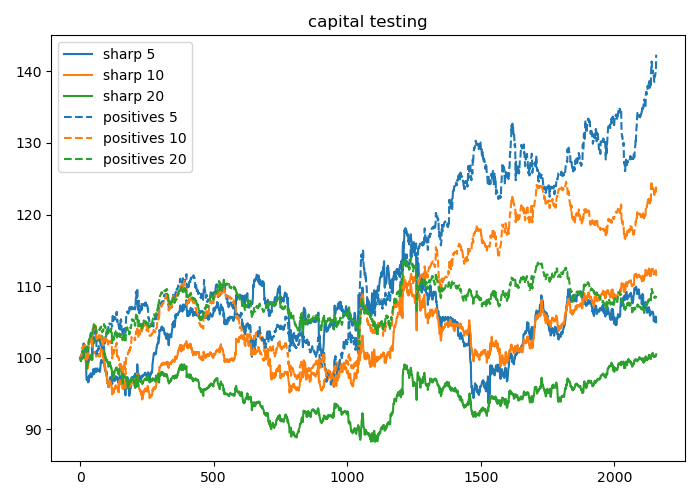 capital testing
sharp 5
sharp 10
sharp 20
positives 5
positives 10
positives 20
140
130
120
110
100
90
0 500 1000 1500 2000